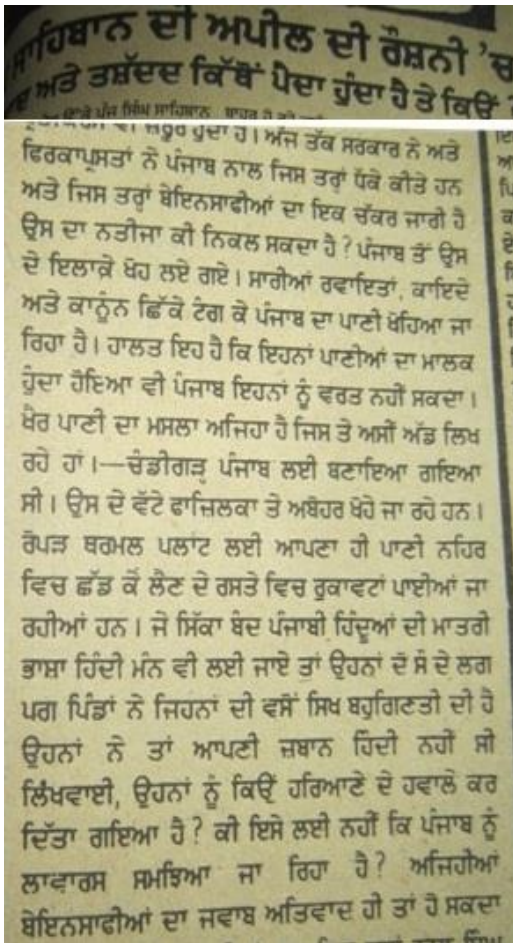 ਸਾਹਿਬਾਨ ਦੀ ਅਪੀਲ ਦੀ ਰੌਸ਼ਨੀ 'ਚ
ਅਤੇ ਤਸ਼ੱਦਦ ਕਿੱਥੋਂ ਪੈਦਾ ਹੁੰਦਾ ਹੈ ਤੇ ਕਿਉਂ
ਪੰਜ ਸਿੰਘ ਸਾਹਿਬਾਨ
ਵੀ ਜ਼ਰੂਰ ਹੁੰਦਾ ਹੈ। ਅੱਜ ਤੱਕ ਸਰਕਾਰ ਨੇ ਅਤੇ
ਫਿਰਕਾਪ੍ਰਸਤਾਂ ਨੇ ਪੰਜਾਬ ਨਾਲ ਜਿਸ ਤਰ੍ਹਾਂ ਧੱਕੇ ਕੀਤੇ ਹਨ
ਅਤੇ ਜਿਸ ਤਰ੍ਹਾਂ ਬੇਇਨਸਾਫੀਆਂ ਦਾ ਇਕ ਚੱਕਰ ਜਾਰੀ ਹੈ
ਉਸ ਦਾ ਨਤੀਜਾ ਕੀ ਨਿਕਲ ਸਕਦਾ ਹੈ ? ਪੰਜਾਬ ਤੋਂ ਉਸ
ਦੇ ਇਲਾਕੇ ਖੋਹ ਲਏ ਗਏ। ਸਾਰੀਆਂ ਰਵਾਇਤਾਂ, ਕਾਇਦੇ
ਅਤੇ ਕਾਨੂੰਨ ਛਿੱਕੇ ਟੰਗ ਕੇ ਪੰਜਾਬ ਦਾ ਪਾਣੀ ਖੋਹਿਆ ਜਾ
ਰਿਹਾ ਹੈ। ਹਾਲਤ ਇਹ ਹੈ ਕਿ ਇਹਨਾਂ ਪਾਣੀਆਂ ਦਾ ਮਾਲਕ
ਹੁੰਦਾ ਹੋਇਆ ਵੀ ਪੰਜਾਬ ਇਹਨਾਂ ਨੂੰ ਵਰਤ ਨਹੀਂ ਸਕਦਾ।
ਖੈਰ ਪਾਣੀ ਦਾ ਮਸਲਾ ਅਜਿਹਾ ਹੈ ਜਿਸ ਤੇ ਅਸੀਂ ਅੱਡ ਲਿਖ
ਰਹੇ ਹਾਂ।—ਚੰਡੀਗੜ੍ਹ ਪੰਜਾਬ ਲਈ ਬਣਾਇਆ ਗਇਆ
ਸੀ। ਉਸ ਦੇ ਵੱਟੇ ਫਾਜ਼ਿਲਕਾ ਤੇ ਅਬੋਹਰ ਖੋਹੇ ਜਾ ਰਹੇ ਹਨ।
ਰੋਪੜ ਥਰਮਲ ਪਲਾਂਟ ਲਈ ਆਪਣਾ ਹੀ ਪਾਣੀ ਨਹਿਰ
ਵਿਚ ਛੱਡ ਕੇ ਲੈਣ ਦੇ ਰਸਤੇ ਵਿਚ ਰੁਕਾਵਟਾਂ ਪਾਈਆਂ ਜਾ
ਰਹੀਆਂ ਹਨ। ਜੇ ਸਿੱਕਾ ਬੰਦ ਪੰਜਾਬੀ ਹਿੰਦੂਆਂ ਦੀ ਮਾਤਰੀ
ਭਾਸ਼ਾ ਹਿੰਦੀ ਮੰਨ ਵੀ ਲਈ ਜਾਏ ਤਾਂ ਉਹਨਾਂ ਦੋ ਸੌ ਦੇ ਲਗ
ਪਗ ਪਿੰਡਾਂ ਨੇ ਜਿਹਨਾਂ ਦੀ ਵਸੋਂ ਸਿਖ ਬਹੁਗਿਣਤੀ ਦੀ ਹੈ
ਉਹਨਾਂ ਨੇ ਤਾਂ ਆਪਣੀ ਜ਼ਬਾਨ ਹਿਦੀ ਨਹੀਂ ਸੀ
ਲਿਖਵਾਈ, ਉਹਨਾਂ ਨੂੰ ਕਿਉਂ ਹਰਿਆਣੇ ਦੇ ਹਵਾਲੇ ਕਰ
ਦਿੱਤਾ ਗਇਆ ਹੈ? ਕੀ ਇਸੇ ਲਈ ਨਹੀਂ ਕਿ ਪੰਜਾਬ ਨੂੰ
ਲਾਵਾਰਸ ਸਮਝਿਆ ਜਾ ਰਿਹਾ ਹੈ? ਅਜਿਹੀਆਂ
ਬੇਇਨਸਾਫੀਆਂ ਦਾ ਜਵਾਬ ਅਤਿਵਾਦ ਹੀ ਤਾਂ ਹੋ ਸਕਦਾ